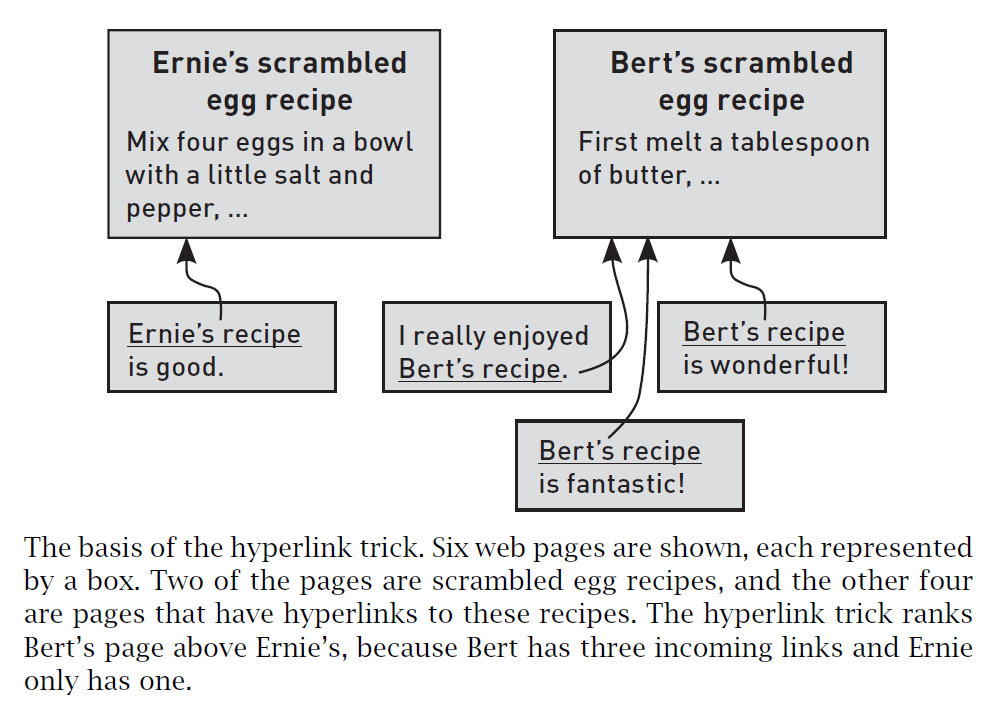 Ernie’s scrambled
egg recipe
Mix four eggs in a bowl
with a little salt and
pepper, ...
Bert’s scrambled
egg recipe
First melt a tablespoon
of butter, ...
Ernie’s recipe
is good.
I really enjoyed
Bert’s recipe.
Bert’s recipe
is wonderful!
Bert’s recipe
is fantastic!
The basis of the hyperlink trick. Six web pages are shown, each represented
by a box. Two of the pages are scrambled egg recipes, and the other four
are pages that have hyperlinks to these recipes. The hyperlink trick ranks
Bert’s page above Ernie’s, because Bert has three incoming links and Ernie
only has one.